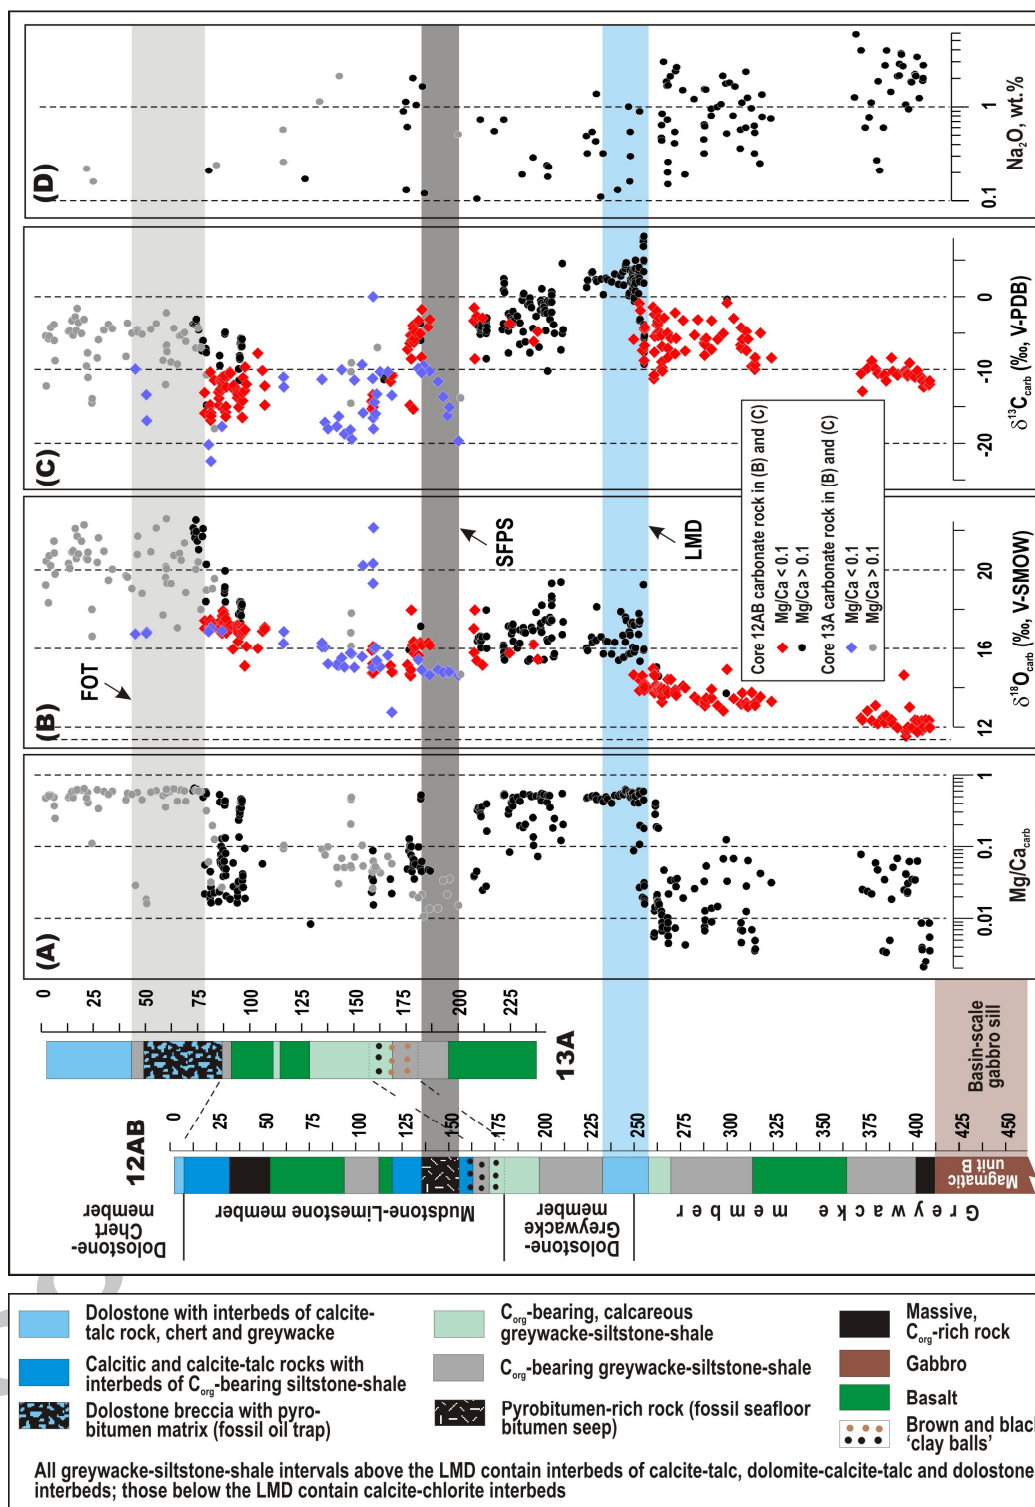 (D)
Na₂O, wt.%
0.1
1
(C)
δ¹³C carb (‰, V-PDB)
0
-10
-20
(B)
δ¹⁸O carb (‰, V-SMOW)
20
16
12
FOT
SFPS
LMD
Core 12AB carbonate rock in (B) and (C)
Mg/Ca < 0.1
Mg/Ca > 0.1
Core 13A carbonate rock in (B) and (C)
Mg/Ca < 0.1
Mg/Ca > 0.1
(A)
Mg/Ca carb
1
0.1
0.01
0
25
50
75
100
125
150
175
200
225
13A
12AB
0
25
50
75
100
125
150
175
200
225
250
275
300
325
350
375
400
425
450
Basin-scale
gabbro sill
Magmatic
unit B
Dolostone-
Chert
member
Mudstone-Limestone member
Dolostone-
Greywacke
member
Greywacke member
Dolostone with interbeds of calcite-
talc rock, chert and greywacke
Calcitic and calcite-talc rocks with
interbeds of Corg-bearing siltstone-shale
Dolostone breccia with pyro-
bitumen matrix (fossil oil trap)
Corg-bearing, calcareous
greywacke-siltstone-shale
Corg-bearing greywacke-siltstone-shale
Pyrobitumen-rich rock (fossil seafloor
bitumen seep)
Massive,
Corg-rich rock
Gabbro
Basalt
Brown and black
'clay balls'
All greywacke-siltstone-shale intervals above the LMD contain interbeds of calcite-talc, dolomite-calcite-talc and dolostone
interbeds; those below the LMD contain calcite-chlorite interbeds